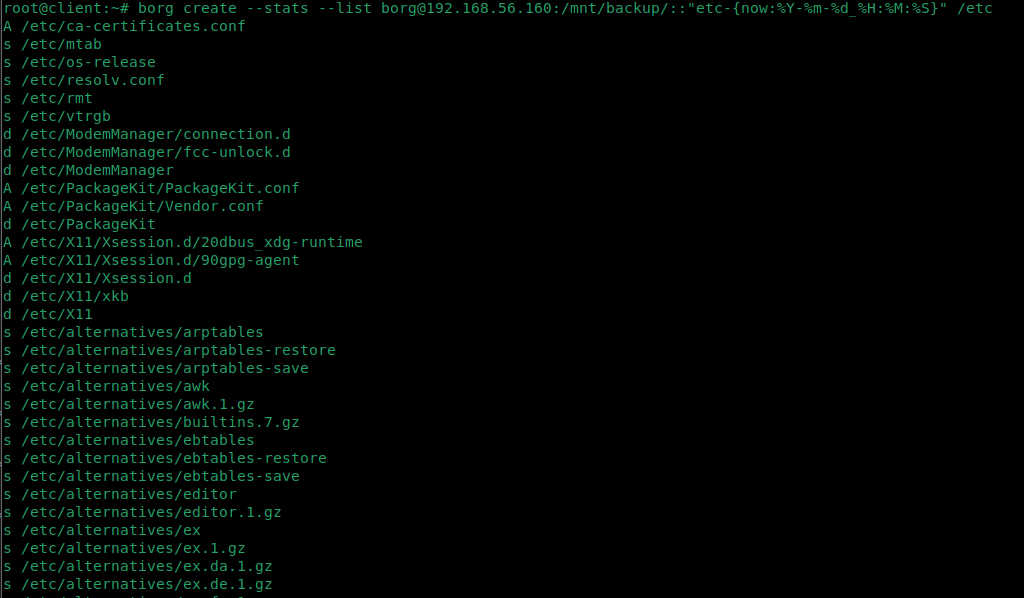 root@client:~# borg create --stats --list borg@192.168.56.160:/mnt/backup/::"etc-{now:%Y-%m-%d_%H:%M:%S}" /etc
A /etc/ca-certificates.conf
s /etc/mtab
s /etc/os-release
s /etc/resolv.conf
s /etc/rmt
s /etc/vtrgb
d /etc/ModemManager/connection.d
d /etc/ModemManager/fcc-unlock.d
d /etc/ModemManager
A /etc/PackageKit/PackageKit.conf
A /etc/PackageKit/Vendor.conf
d /etc/PackageKit
A /etc/X11/Xsession.d/20dbus_xdg-runtime
A /etc/X11/Xsession.d/90gpg-agent
d /etc/X11/Xsession.d
d /etc/X11/xkb
d /etc/X11
s /etc/alternatives/arptables
s /etc/alternatives/arptables-restore
s /etc/alternatives/arptables-save
s /etc/alternatives/awk
s /etc/alternatives/awk.1.gz
s /etc/alternatives/builtins.7.gz
s /etc/alternatives/ebtables
s /etc/alternatives/ebtables-restore
s /etc/alternatives/ebtables-save
s /etc/alternatives/editor
s /etc/alternatives/editor.1.gz
s /etc/alternatives/ex
s /etc/alternatives/ex.1.gz
s /etc/alternatives/ex.da.1.gz
s /etc/alternatives/ex.de.1.gz